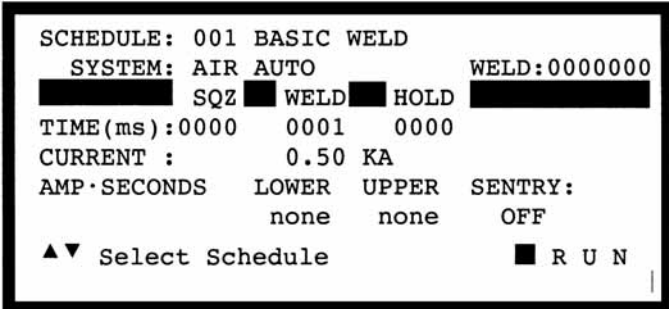 SCHEDULE: 001 BASIC WELD
SYSTEM: AIR AUTO WELD:0000000
SQZ WELD HOLD
TIME(ms):0000 0001 0000
CURRENT : 0.50 KA
AMP·SECONDS LOWER UPPER SENTRY:
none none OFF
▲▼ Select Schedule ■ R U N